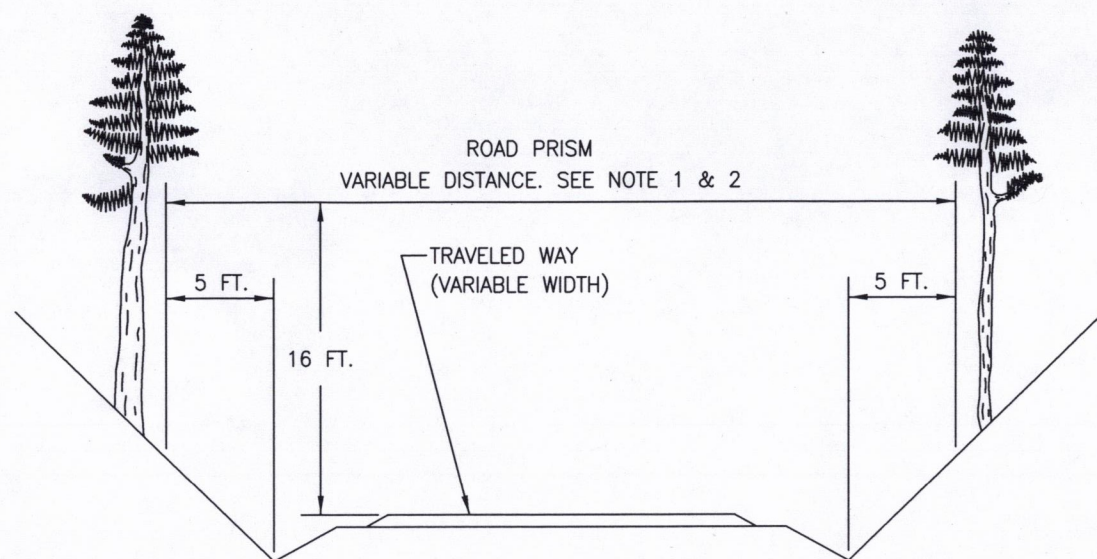 ROAD PRISM
VARIABLE DISTANCE. SEE NOTE 1 & 2
TRAVELED WAY
(VARIABLE WIDTH)
5 FT.
5 FT.
16 FT.